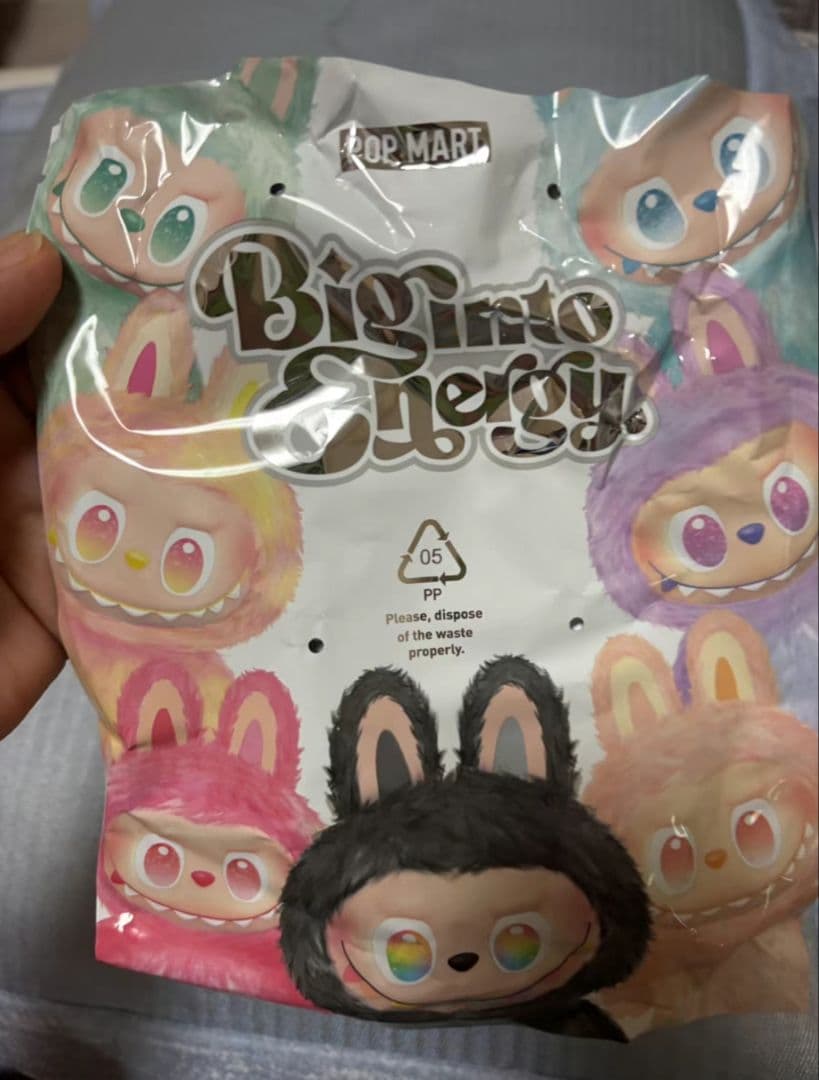 POP MART
Big into
Energy
05
PP
Please, dispose
of the waste
properly.